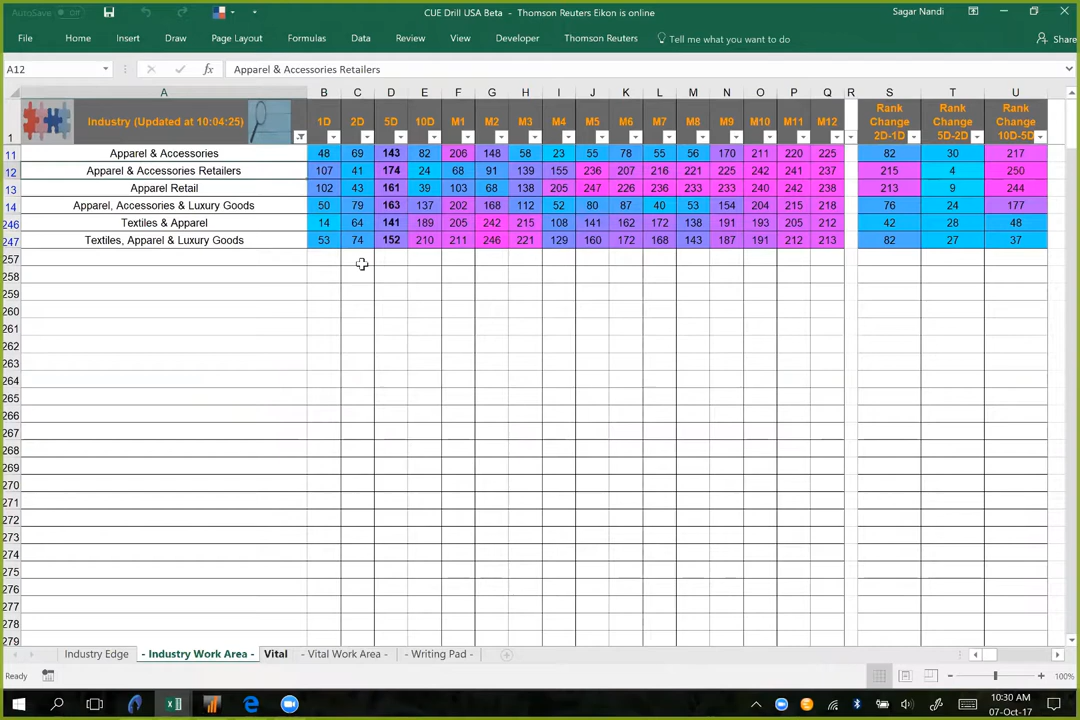 AutoSave Off
CUE Drill USA Beta - Thomson Reuters Eikon is online
Sagar Nandi
File Home Insert Draw Page Layout Formulas Data Review View Developer Thomson Reuters Tell me what you want to do Share
A12 fx Apparel & Accessories Retailers
A B C D E F G H I J K L M N O P Q R S T U
1 Industry (Updated at 10:04:25) 1D 2D 5D 10D M1 M2 M3 M4 M5 M6 M7 M8 M9 M10 M11 M12 Rank Change 2D-1D Rank Change 5D-2D Rank Change 10D-5D
11 Apparel & Accessories 48 69 143 82 206 148 58 23 55 78 55 56 170 211 220 225 82 30 217
12 Apparel & Accessories Retailers 107 41 174 24 68 91 139 155 236 207 216 221 225 242 241 237 215 4 250
13 Apparel Retail 102 43 161 39 103 68 138 205 247 226 236 233 233 240 242 238 213 9 244
14 Apparel, Accessories & Luxury Goods 50 79 163 137 202 168 112 52 80 87 40 53 154 204 215 218 76 24 177
246 Textiles & Apparel 14 64 141 189 205 242 215 108 141 162 172 138 191 193 205 212 42 28 48
247 Textiles, Apparel & Luxury Goods 53 74 152 210 211 246 221 129 160 172 168 143 187 191 212 213 82 27 37
257
258
259
260
261
262
263
264
265
266
267
268
269
270
271
272
273
274
275
276
277
278
279
Industry Edge - Industry Work Area - Vital - Vital Work Area - - Writing Pad -
Ready 100%
10:30 AM
07-Oct-17